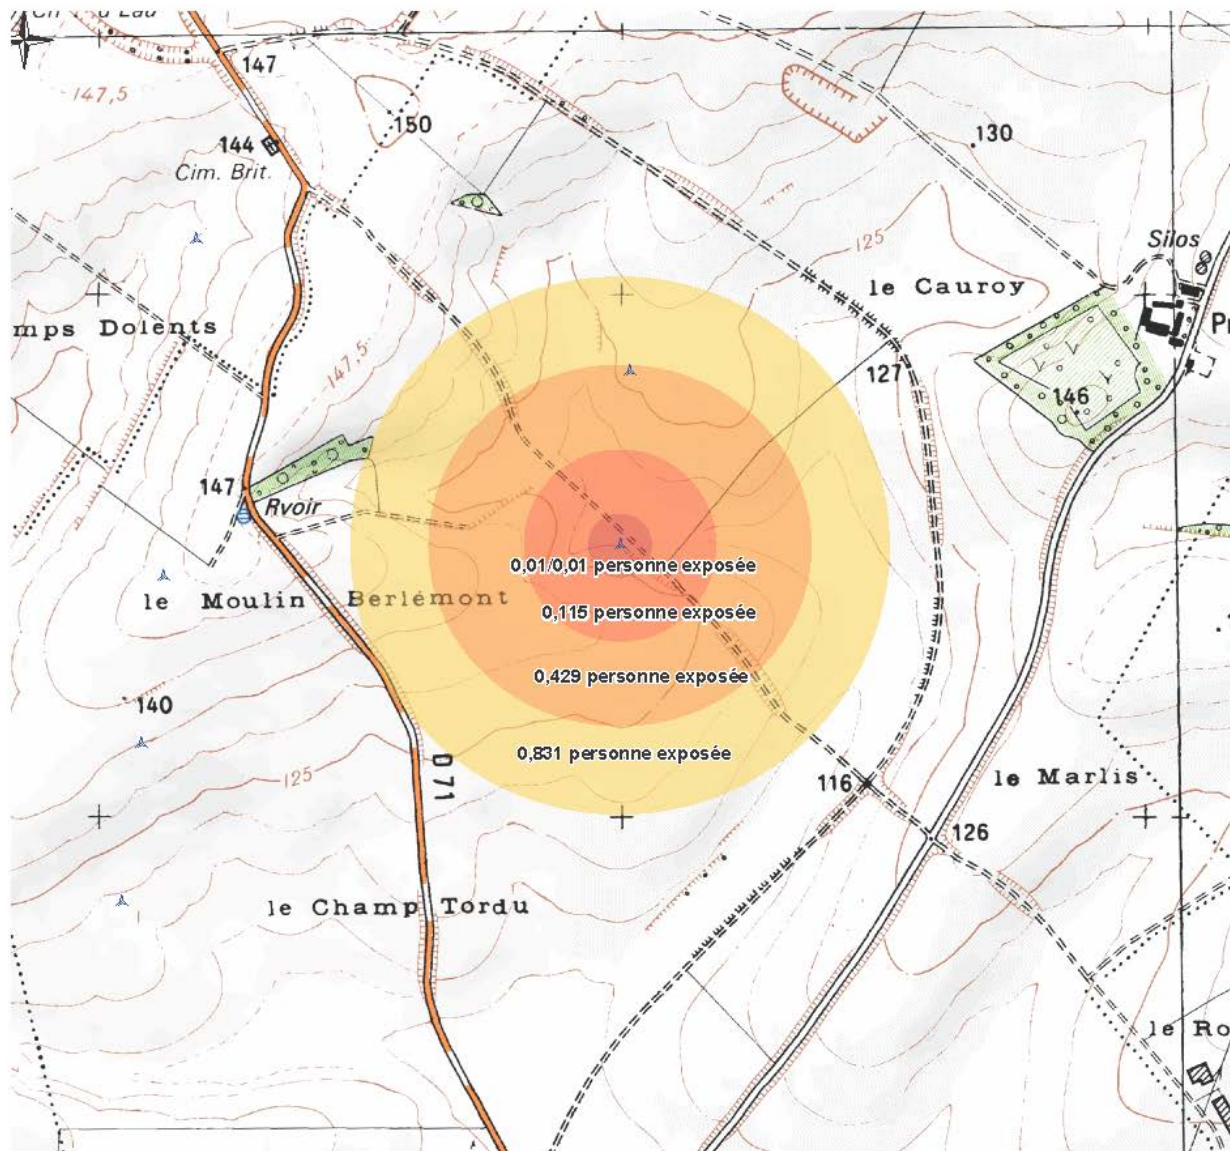 147
147,5
150
130
144
Cim. Brit.
125
Silos
le Cauroy
mps Dolents
147,5
127
146
147
Rvoir
0,01/0,01 personne exposée
le Moulin Berlémont
0,115 personne exposée
0,429 personne exposée
140
0,831 personne exposée
125
D 71
116
le Marlis
126
le Champ Tordu
le Ro